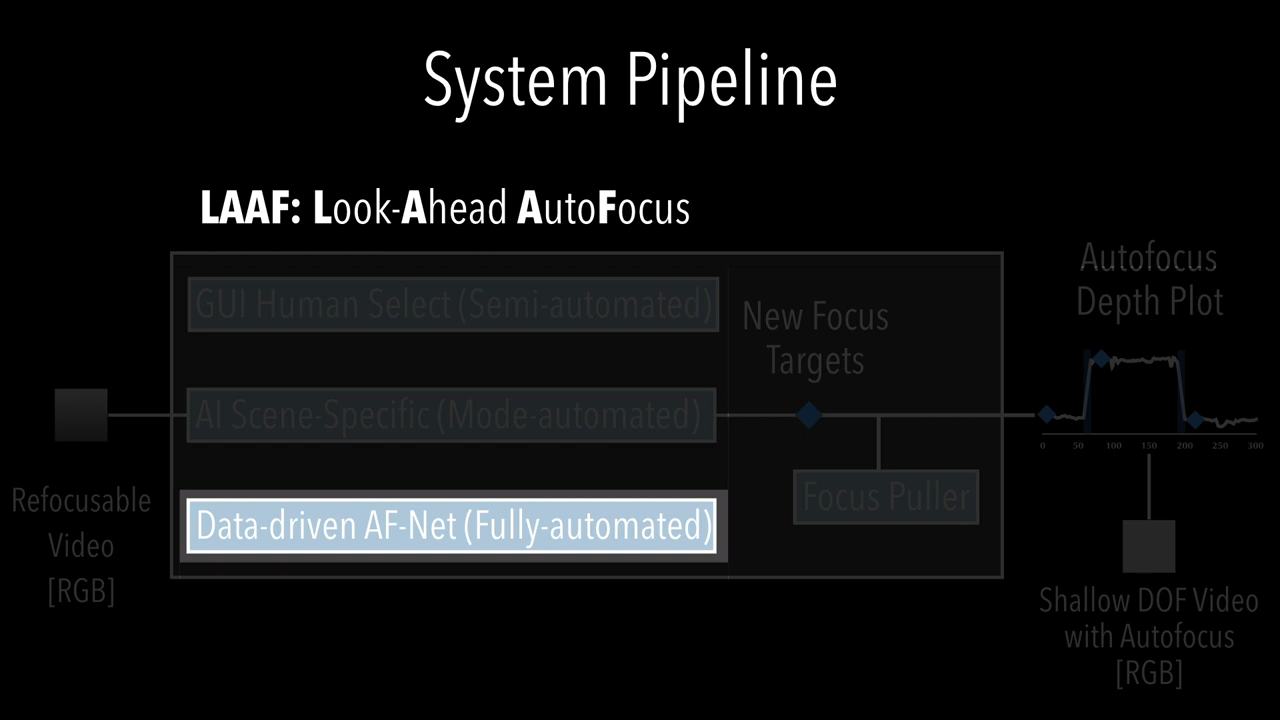 System Pipeline
LAAF: Look-Ahead AutoFocus
GUI Human Select (Semi-automated)
AI Scene-Specific (Mode-automated)
Data-driven AF-Net (Fully-automated)
New Focus
Targets
Focus Puller
Refocusable
Video
[RGB]
Autofocus
Depth Plot
0 50 100 150 200 250 300
Shallow DOF Video
with Autofocus
[RGB]